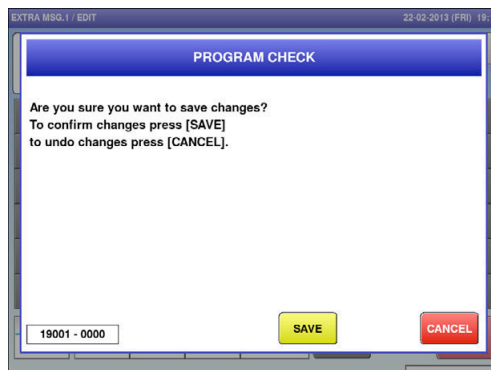 EXTRA MSG.1 / EDIT 22-02-2013 (FRI) 19:
PROGRAM CHECK
Are you sure you want to save changes?
To confirm changes press [SAVE]
to undo changes press [CANCEL].
19001 - 0000
SAVE
CANCEL